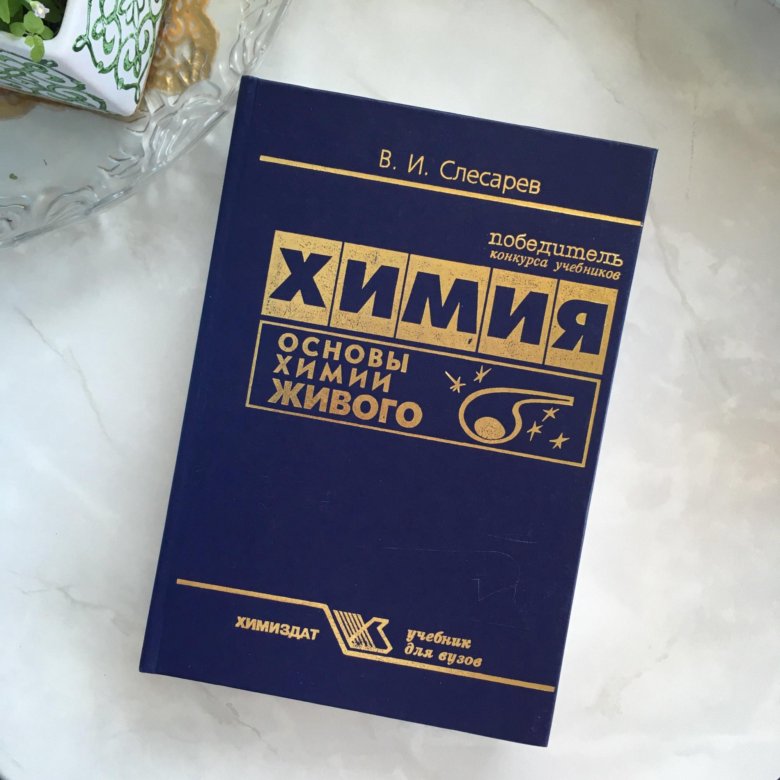 В. И. Слесарев
победитель
конкурса учебников
ХИМИЯ
ОСНОВЫ
ХИМИИ
ЖИВОГО
ХИМИЗДАТ
учебник
для вузов